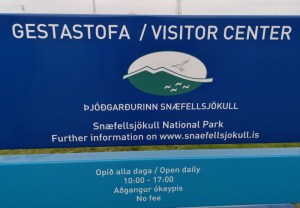 GESTASTOFA / VISITOR CENTER
ÞJÓÐGARÐURINN SNÆFELLSJÖKULL
Snæfellsjökull National Park
Further information on www.snaefellsjokull.is
Opið alla daga / Open daily
10:00 - 17:00
Aðgangur ókeypis
No fee